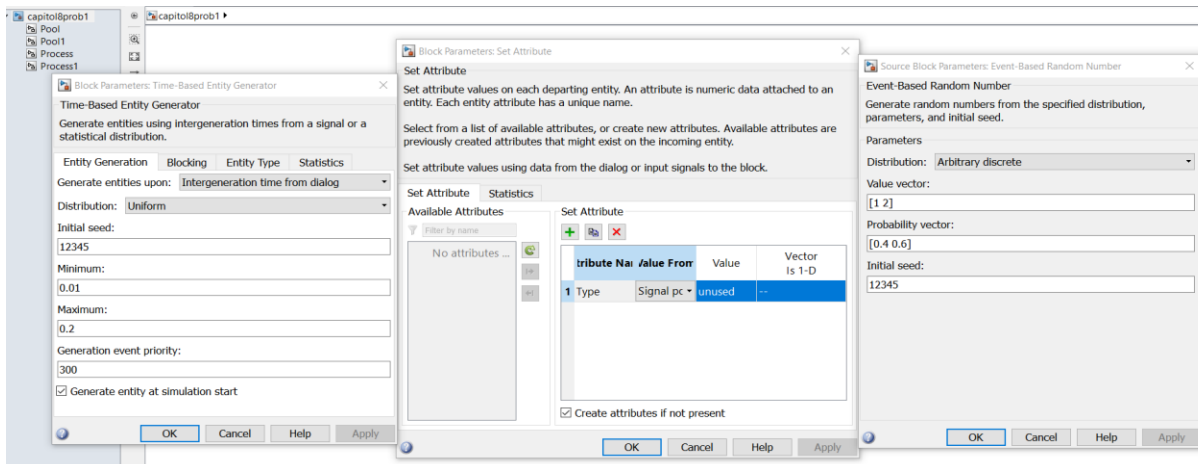 capitol8prob1
Pool
Pool1
Process
Process1
capitol8prob1
Block Parameters: Time-Based Entity Generator
Time-Based Entity Generator
Generate entities using intergeneration times from a signal or a
statistical distribution.
Entity Generation Blocking Entity Type Statistics
Generate entities upon: Intergeneration time from dialog
Distribution: Uniform
Initial seed:
12345
Minimum:
0.01
Maximum:
0.2
Generation event priority:
300
Generate entity at simulation start
OK Cancel Help Apply
Block Parameters: Set Attribute
Set Attribute
Set attribute values on each departing entity. An attribute is numeric data attached to an
entity. Each entity attribute has a unique name.
Select from a list of available attributes, or create new attributes. Available attributes are
previously created attributes that might exist on the incoming entity.
Set attribute values using data from the dialog or input signals to the block.
Set Attribute Statistics
Available Attributes
Filter by name
No attributes ...
Set Attribute
tribute Nai /alue From Value Vector
Is 1-D
1 Type Signal pc unused --
Create attributes if not present
OK Cancel Help Apply
Source Block Parameters: Event-Based Random Number
Event-Based Random Number
Generate random numbers from the specified distribution,
parameters, and initial seed.
Parameters
Distribution: Arbitrary discrete
Value vector:
[1 2]
Probability vector:
[0.4 0.6]
Initial seed:
12345
OK Cancel Help Apply